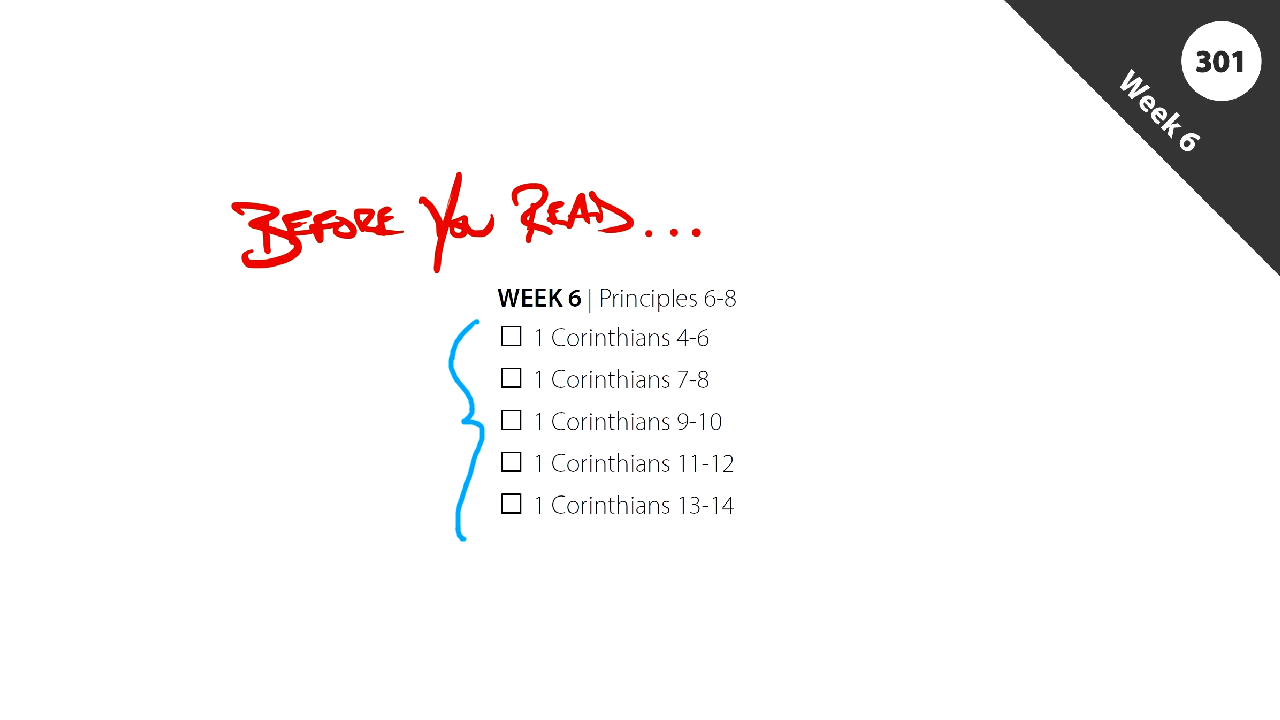 301
Week 6
BEFORE YOU READ...
WEEK 6 | Principles 6-8
1 Corinthians 4-6
1 Corinthians 7-8
1 Corinthians 9-10
1 Corinthians 11-12
1 Corinthians 13-14